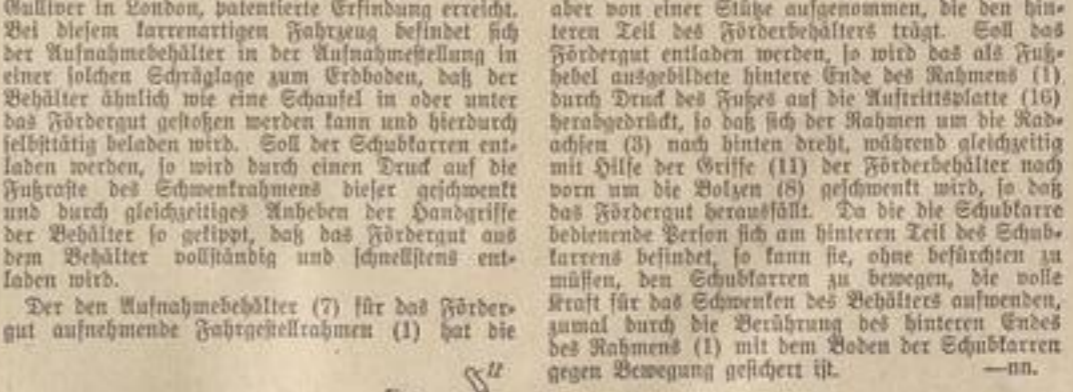 Gulliver in London, patentierte Erfindung erreicht.
Bei diesem karrenartigen Fahrzeug befindet sich
der Aufnahmebehälter in der Aufnahmestellung in
einer solchen Schräglage zum Erdboden, daß der
Behälter ähnlich wie eine Schaufel in oder unter
das Fördergut gestoßen werden kann und hierdurch
selbsttätig beladen wird. Soll der Schubkarren ent-
laden werden, so wird durch einen Druck auf die
Fußraste des Schwenkrahmens dieser geschwenkt
und durch gleichzeitiges Anheben der Handgriffe
der Behälter so gekippt, daß das Fördergut aus
dem Behälter vollständig und schnellstens ent-
laden wird.
Der den Aufnahmebehälter (7) für das Förder-
gut aufnehmende Fahrgestellrahmen (1) hat die
11
aber von einer Stütze aufgenommen, die den hin-
teren Teil des Förderbehälters trägt. Soll das
Fördergut entladen werden, so wird das als Fuß-
hebel ausgebildete hintere Ende des Rahmens (1)
durch Druck des Fußes auf die Auftrittsplatte (16)
herabgedrückt, so daß sich der Rahmen um die Rad-
achsen (3) nach hinten dreht, während gleichzeitig
mit Hilfe der Griffe (11) der Förderbehälter nach
vorn um die Bolzen (8) geschwenkt wird, so daß
das Fördergut herausfällt. Da die die Schubkarre
bedienende Person sich am hinteren Teil des Schub-
karrens befindet, so kann sie, ohne befürchten zu
müssen, den Schubkarren zu bewegen, die volle
Kraft für das Schwenken des Behälters aufwenden,
zumal durch die Berührung des hinteren Endes
des Rahmens (1) mit dem Boden der Schubkarren
gegen Bewegung gesichert ist. —nn.